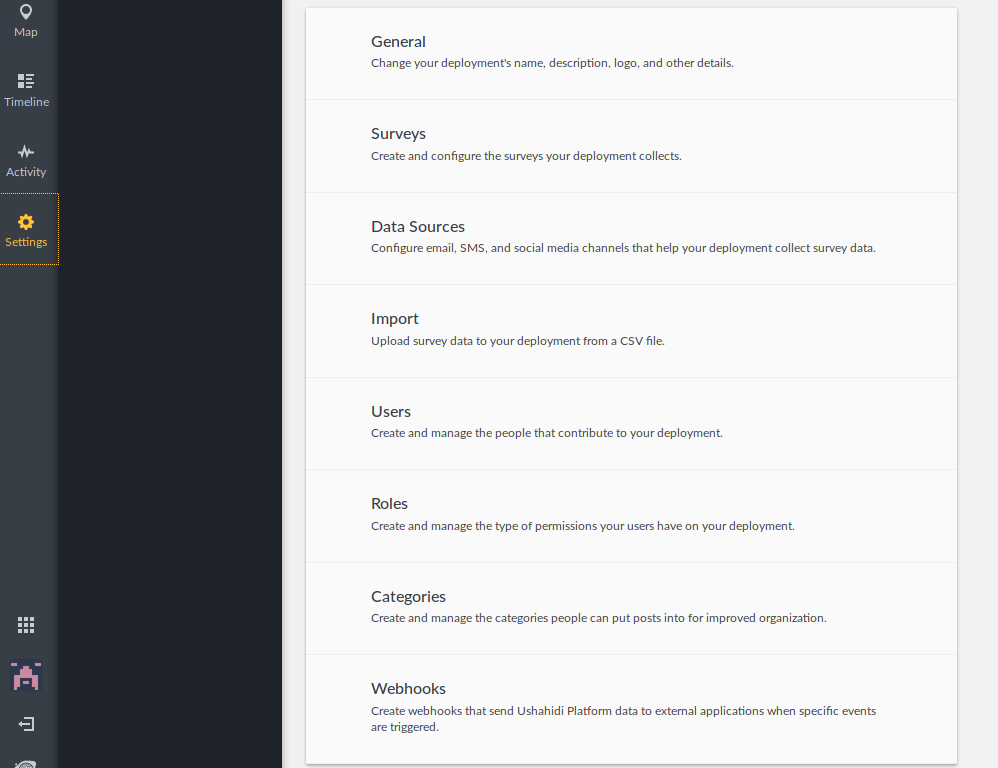 Map
Timeline
Activity
Settings
General
Change your deployment's name, description, logo, and other details.
Surveys
Create and configure the surveys your deployment collects.
Data Sources
Configure email, SMS, and social media channels that help your deployment collect survey data.
Import
Upload survey data to your deployment from a CSV file.
Users
Create and manage the people that contribute to your deployment.
Roles
Create and manage the type of permissions your users have on your deployment.
Categories
Create and manage the categories people can put posts into for improved organization.
Webhooks
Create webhooks that send Ushahidi Platform data to external applications when specific events
are triggered.